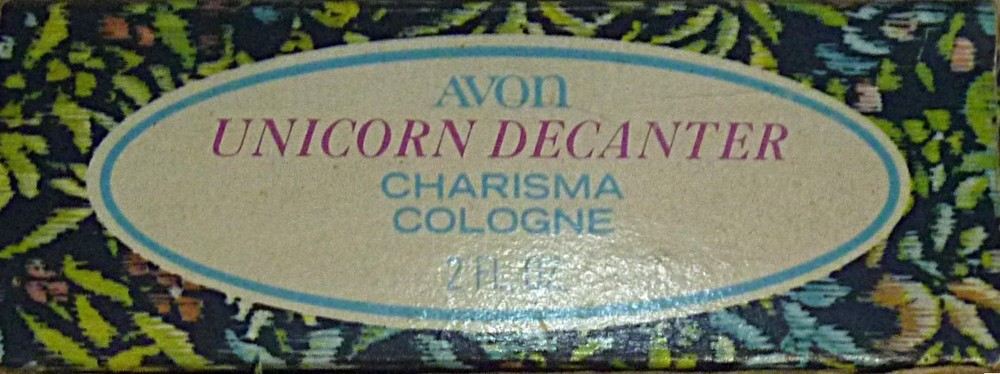 AVON
UNICORN DECANTER
CHARISMA
COLOGNE
2 FL. OZ.